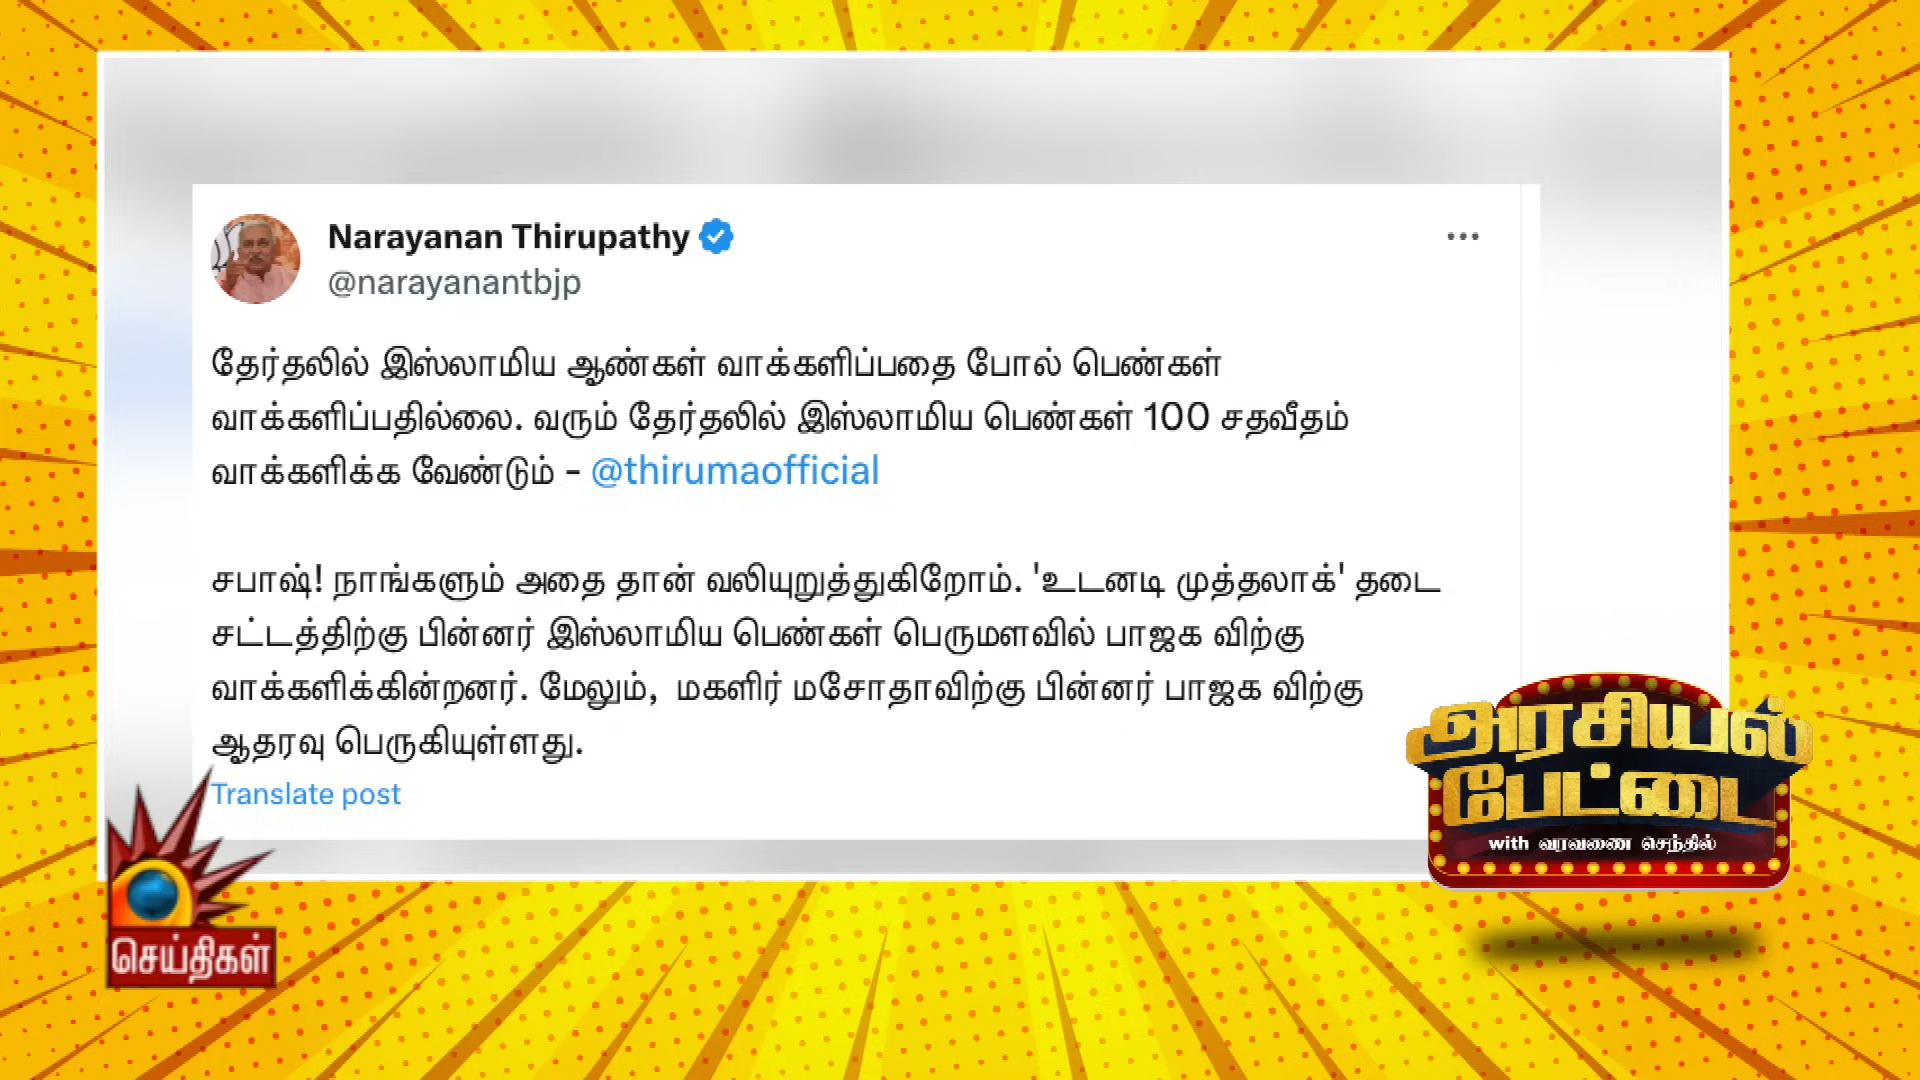 Narayanan Thirupathy
@narayanantbjp
தேர்தலில் இஸ்லாமிய ஆண்கள் வாக்களிப்பதை போல் பெண்கள்
வாக்களிப்பதில்லை. வரும் தேர்தலில் இஸ்லாமிய பெண்கள் 100 சதவீதம்
வாக்களிக்க வேண்டும் - @thirumaofficial
சபாஷ்! நாங்களும் அதை தான் வலியுறுத்துகிறோம். 'உடனடி முத்தலாக்' தடை
சட்டத்திற்கு பின்னர் இஸ்லாமிய பெண்கள் பெருமளவில் பாஜக விற்கு
வாக்களிக்கின்றனர். மேலும், மகளிர் மசோதாவிற்கு பின்னர் பாஜக விற்கு
ஆதரவு பெருகியுள்ளது.
Translate post
அரசியல்
பேட்டை
with வரவணை செந்தில்
செய்திகள்